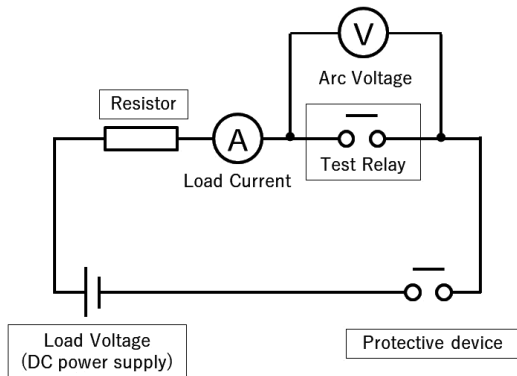 V
Arc Voltage
Resistor
A
Load Current
Test Relay
Load Voltage
(DC power supply)
Protective device